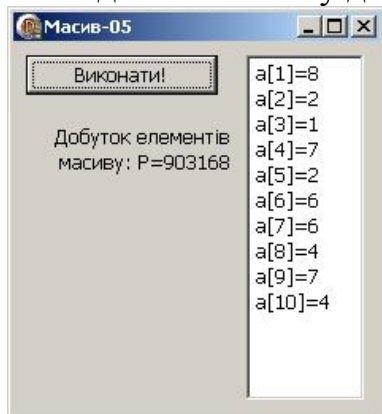 Масив-05
Виконати!
Добуток елементів
масиву: P=903168
a[1]=8
a[2]=2
a[3]=1
a[4]=7
a[5]=2
a[6]=6
a[7]=6
a[8]=4
a[9]=7
a[10]=4